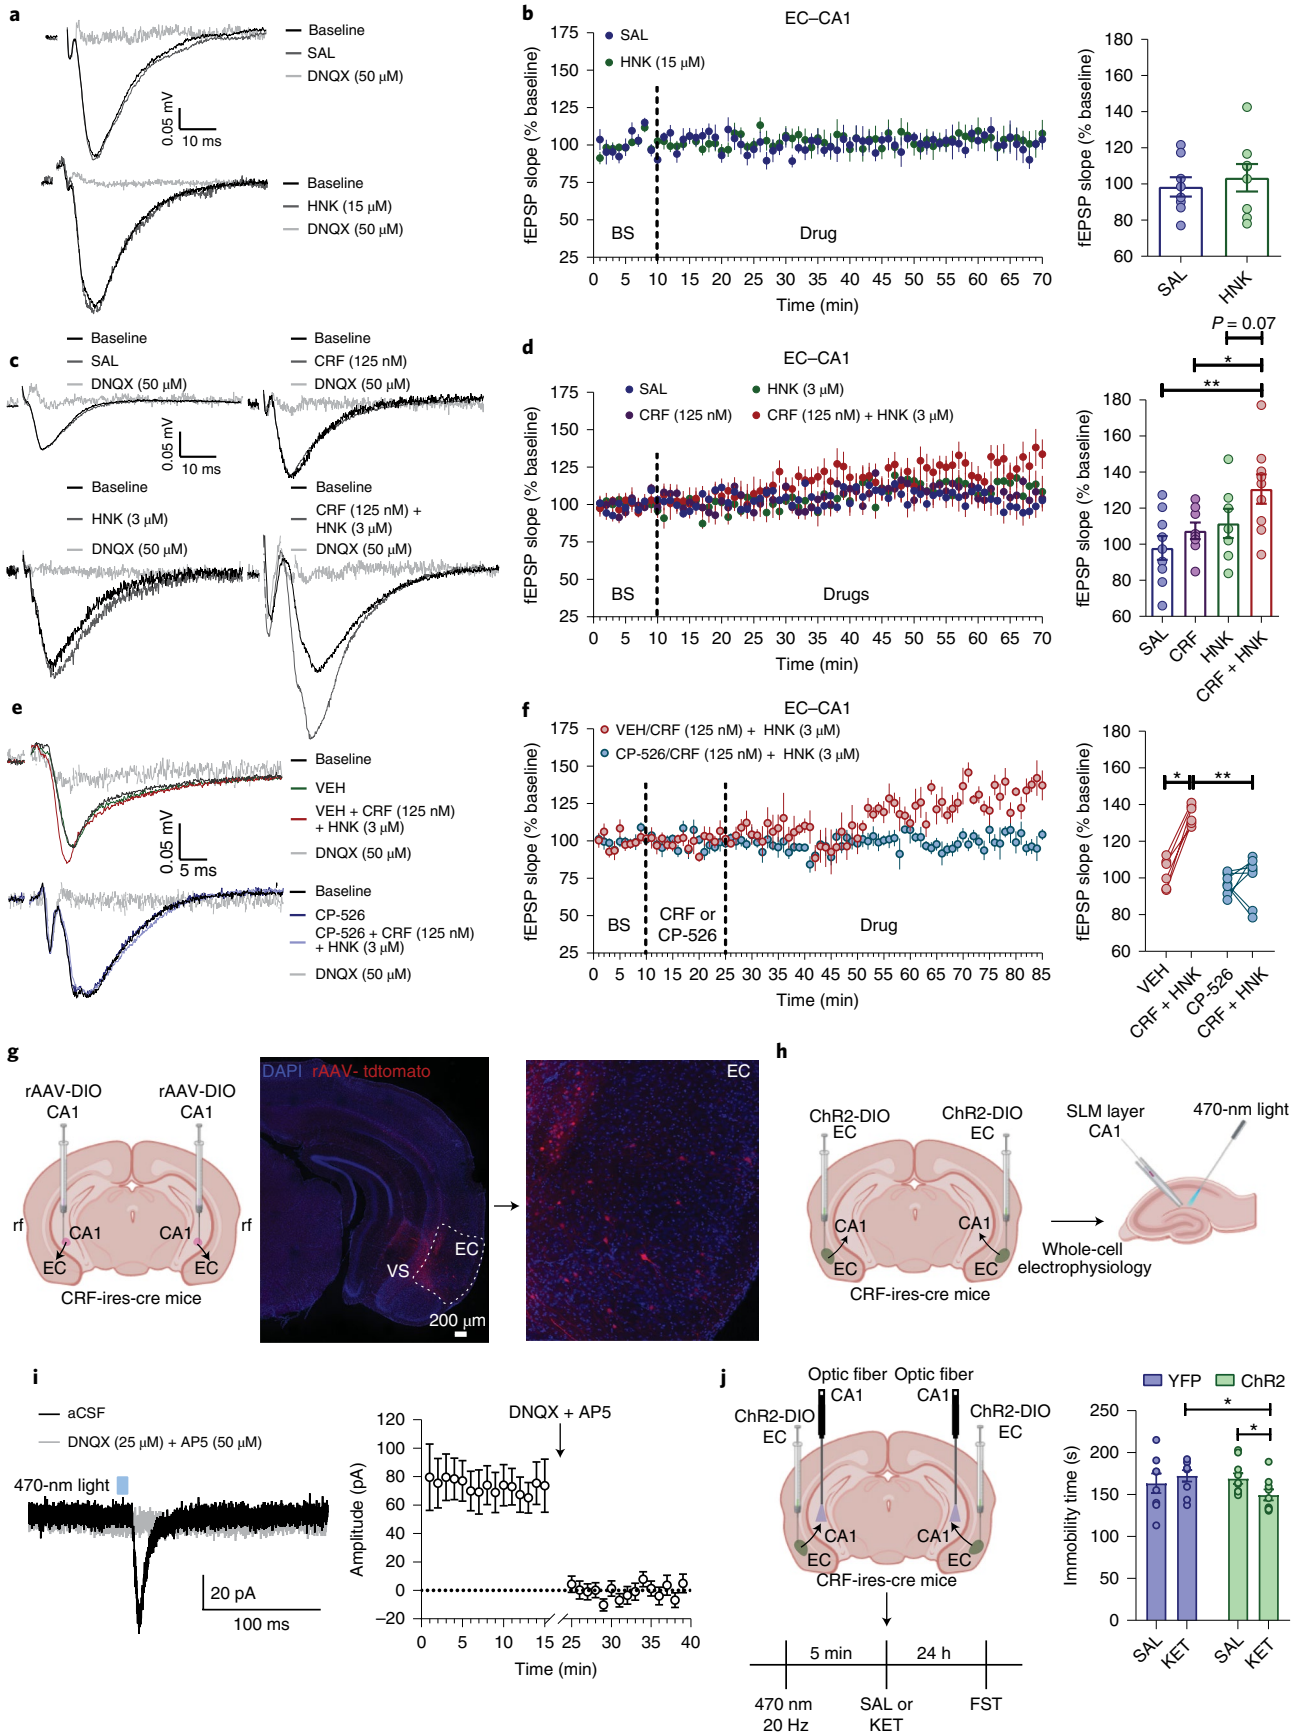 a
Baseline
SAL
DNQX (50 μM)
0.05 mV
10 ms
Baseline
HNK (15 μM)
DNQX (50 μM)
b
EC–CA1
SAL
HNK (15 μM)
fEPSP slope (% baseline)
175
150
125
100
75
50
25
BS
Drug
0 5 10 15 20 25 30 35 40 45 50 55 60 65 70
Time (min)
fEPSP slope (% baseline)
180
160
140
120
100
80
60
SAL
HNK
c
Baseline
SAL
DNQX (50 μM)
Baseline
CRF (125 nM)
DNQX (50 μM)
0.05 mV
10 ms
Baseline
HNK (3 μM)
DNQX (50 μM)
Baseline
CRF (125 nM) +
HNK (3 μM)
DNQX (50 μM)
d
EC–CA1
SAL
HNK (3 μM)
CRF (125 nM)
CRF (125 nM) + HNK (3 μM)
fEPSP slope (% baseline)
175
150
125
100
75
50
25
BS
Drugs
0 5 10 15 20 25 30 35 40 45 50 55 60 65 70
Time (min)
P = 0.07
*
**
fEPSP slope (% baseline)
180
160
140
120
100
80
60
SAL
CRF
HNK
CRF + HNK
e
Baseline
VEH
VEH + CRF (125 nM)
+ HNK (3 μM)
DNQX (50 μM)
0.05 mV
5 ms
Baseline
CP-526
CP-526 + CRF (125 nM)
+ HNK (3 μM)
DNQX (50 μM)
f
EC–CA1
VEH/CRF (125 nM) + HNK (3 μM)
CP-526/CRF (125 nM) + HNK (3 μM)
fEPSP slope (% baseline)
175
150
125
100
75
50
25
BS
CRF or
CP-526
Drug
0 5 10 15 20 25 30 35 40 45 50 55 60 65 70 75 80 85
Time (min)
* **
fEPSP slope (% baseline)
180
160
140
120
100
80
60
VEH
CRF + HNK
CP-526
CRF + HNK
g
rAAV-DIO
CA1
rAAV-DIO
CA1
rf
CA1
CA1
rf
EC
EC
CRF-ires-cre mice
DAPI rAAV- tdtomato
EC
VS
200 μm
EC
h
ChR2-DIO
EC
ChR2-DIO
EC
CA1
CA1
EC
EC
CRF-ires-cre mice
Whole-cell
electrophysiology
SLM layer
CA1
470-nm light
i
aCSF
DNQX (25 μM) + AP5 (50 μM)
470-nm light
20 pA
100 ms
DNQX + AP5
Amplitude (pA)
120
100
80
60
40
20
0
–20
0 5 10 15 25 30 35 40
Time (min)
j
Optic fiber
CA1
Optic fiber
CA1
ChR2-DIO
EC
ChR2-DIO
EC
CA1
CA1
EC
EC
CRF-ires-cre mice
5 min
24 h
470 nm
20 Hz
SAL or
KET
FST
YFP
ChR2
*
*
Immobility time (s)
250
200
150
100
50
0
SAL
KET
SAL
KET